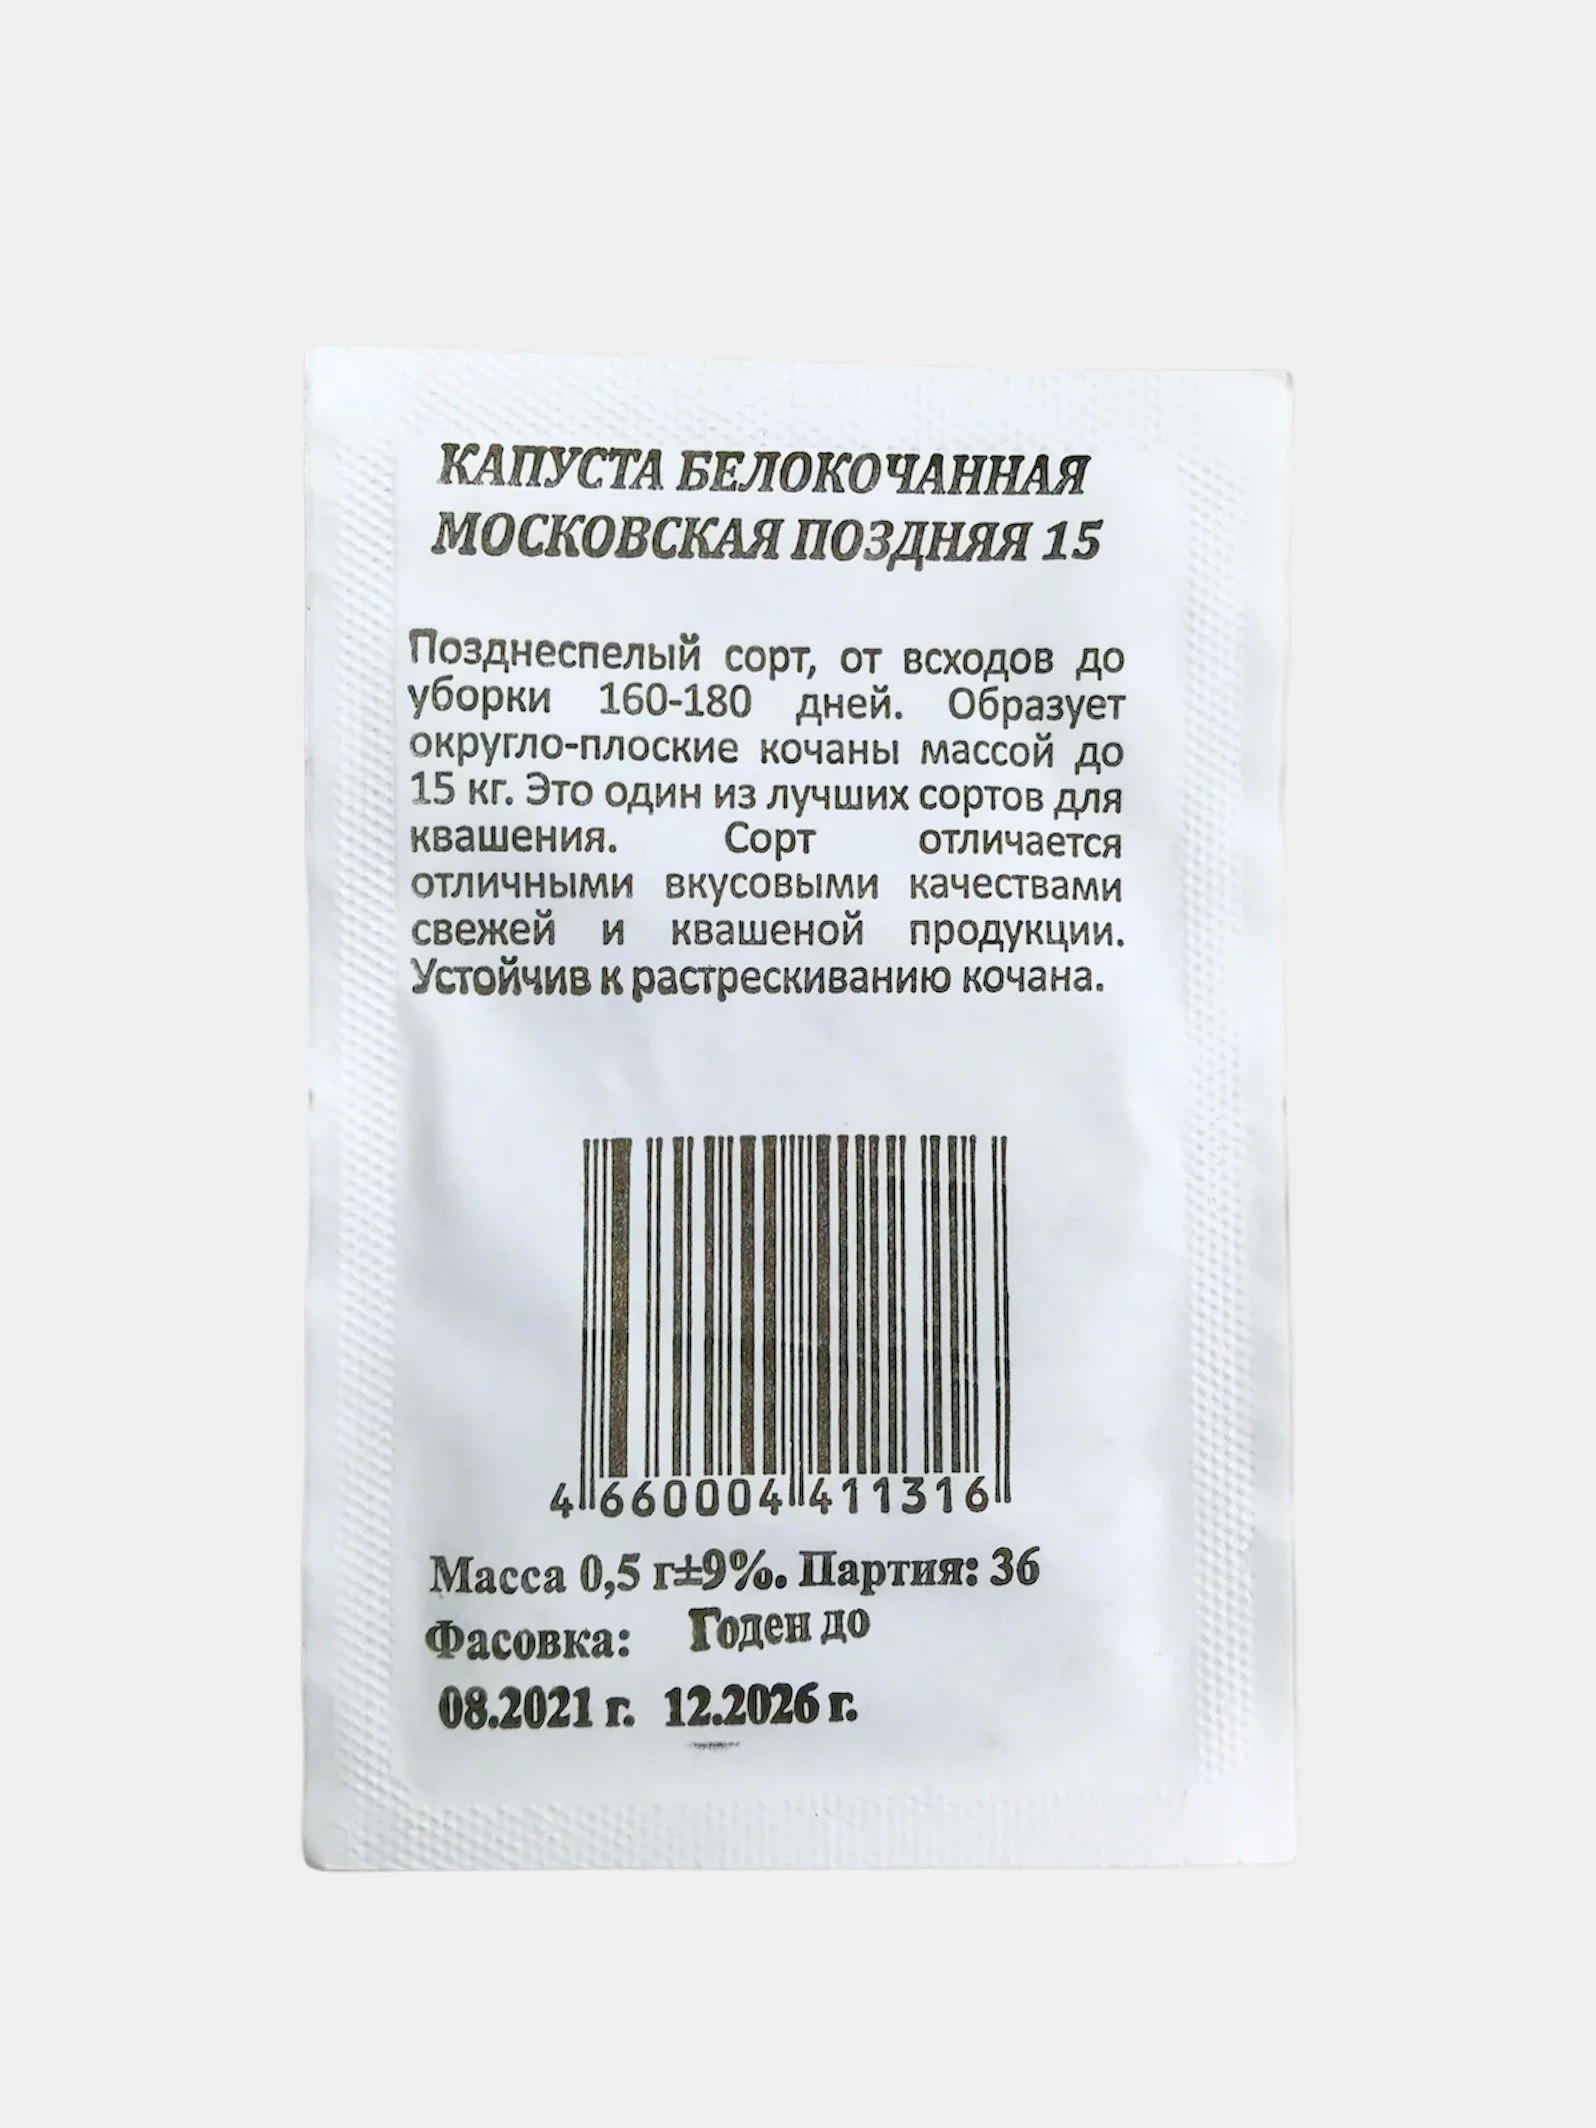 КАПУСТА БЕЛОКОЧАННАЯ
МОСКОВСКАЯ ПОЗДНЯЯ 15
Позднеспелый сорт, от всходов до
уборки 160-180 дней. Образует
округло-плоские кочаны массой до
15 кг. Это один из лучших сортов для
квашения. Сорт отличается
отличными вкусовыми качествами
свежей и квашеной продукции.
Устойчив к растрескиванию кочана.
4 660004 411316
Масса 0,5 г±9%. Партия: 36
Фасовка: Годен до
08.2021 г. 12.2026 г.